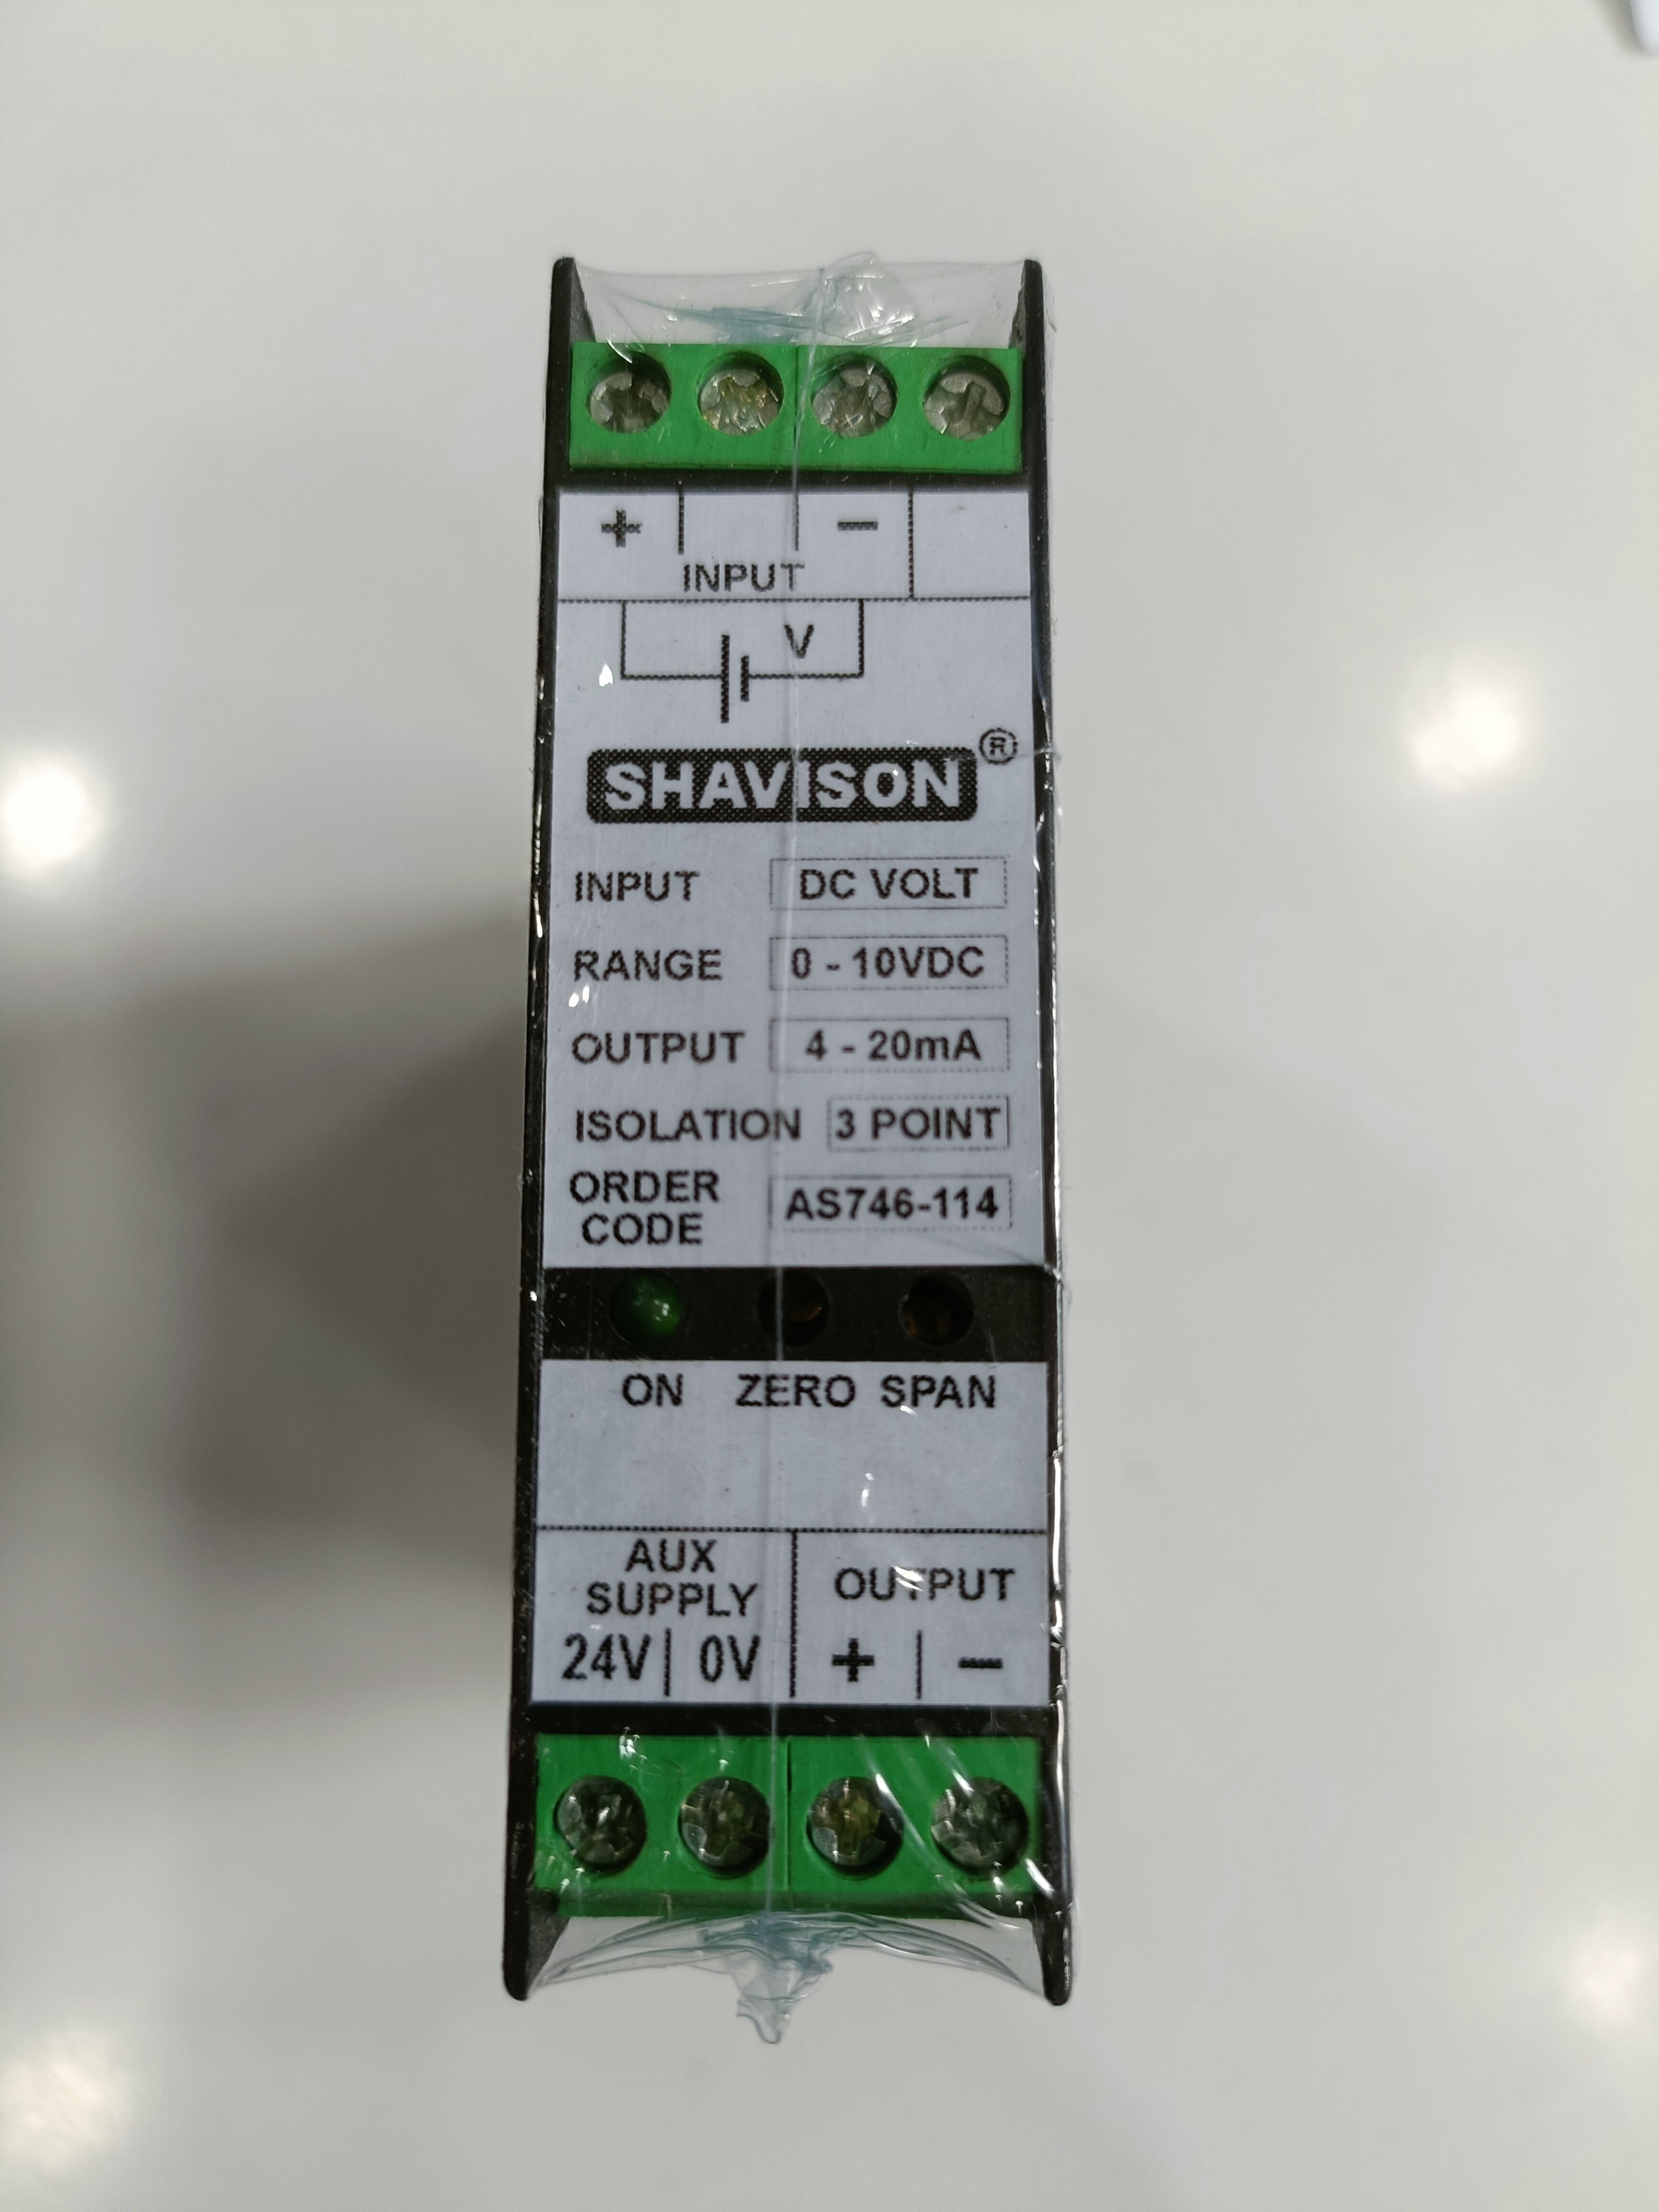 + −
INPUT
V
SHAVISON ®
INPUT DC VOLT
RANGE 0 - 10VDC
OUTPUT 4 - 20mA
ISOLATION 3 POINT
ORDER CODE AS746-114
ON ZERO SPAN
AUX SUPPLY OUTPUT
24V 0V + −